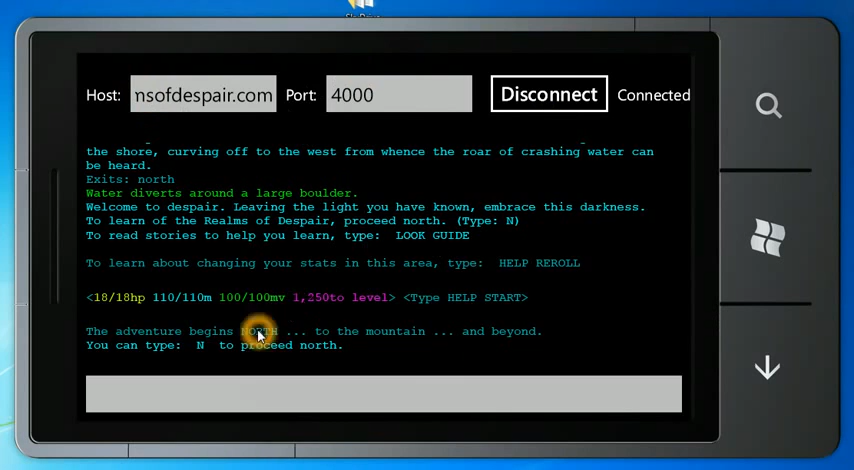 Host: nsofdespair.com Port: 4000 Disconnect Connected
the shore, curving off to the west from whence the roar of crashing water can
be heard.
Exits: north
Water diverts around a large boulder.
Welcome to despair. Leaving the light you have known, embrace this darkness.
To learn of the Realms of Despair, proceed north. (Type: N)
To read stories to help you learn, type:  LOOK GUIDE
To learn about changing your stats in this area, type:  HELP REROLL
<18/18hp 110/110m 100/100mv 1,250to level> <Type HELP START>
The adventure begins NORTH ... to the mountain ... and beyond.
You can type:  N  to proceed north.